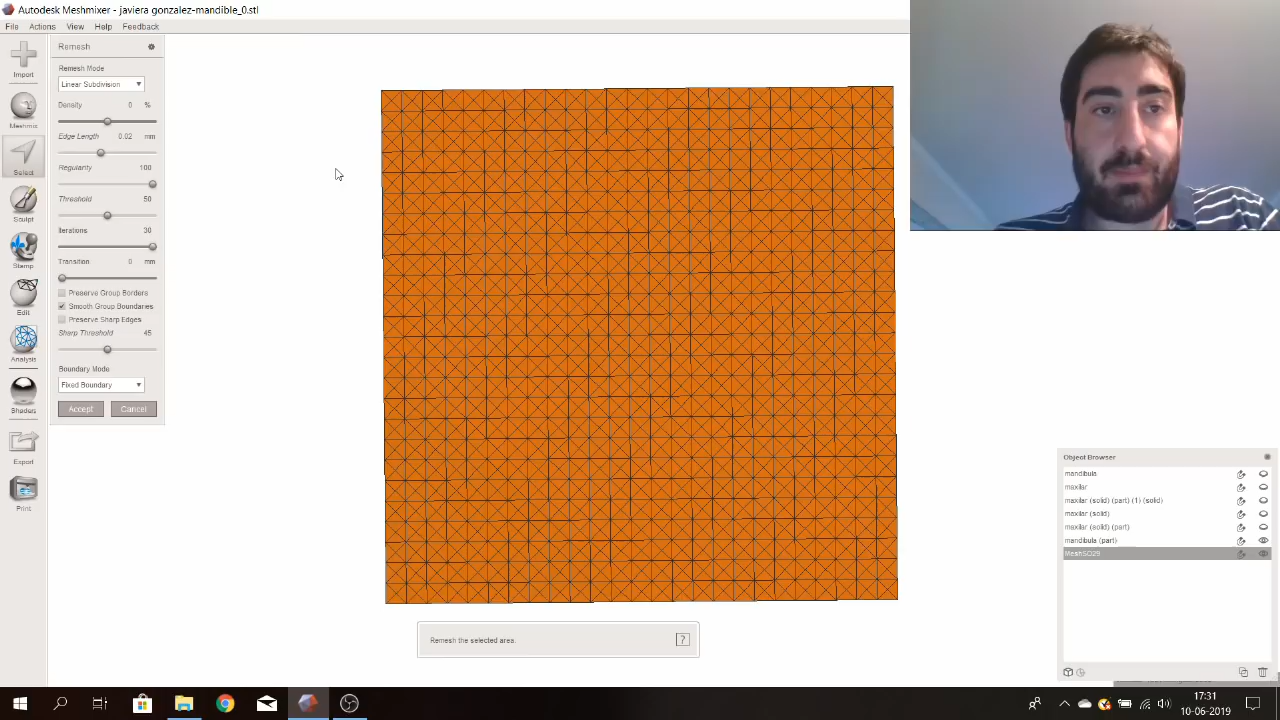 Autodesk Meshmixer - javiera gonzalez-mandible_0.stl
File Actions View Help Feedback
Import
Meshmix
Select
Sculpt
Stamp
Edit
Analysis
Shaders
Export
Print
Remesh
Remesh Mode
Linear Subdivision
Density 0 %
Edge Length 0.02 mm
Regularity 100
Threshold 50
Iterations 30
Transition 0 mm
Preserve Group Borders
Smooth Group Boundaries
Preserve Sharp Edges
Sharp Threshold 45
Boundary Mode
Fixed Boundary
Accept Cancel
Remesh the selected area. ?
Object Browser
mandibula
maxilar
maxilar (solid) (part) (1) (solid)
maxilar (solid)
maxilar (solid) (part)
mandibula (part)
17:31
10-06-2019